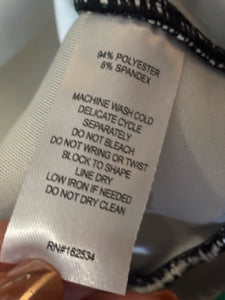 94% POLYESTER
6% SPANDEX
MACHINE WASH COLD
DELICATE CYCLE
SEPARATELY
DO NOT BLEACH
DO NOT WRING OR TWIST
BLOCK TO SHAPE
LINE DRY
LOW IRON IF NEEDED
DO NOT DRY CLEAN
RN#162534